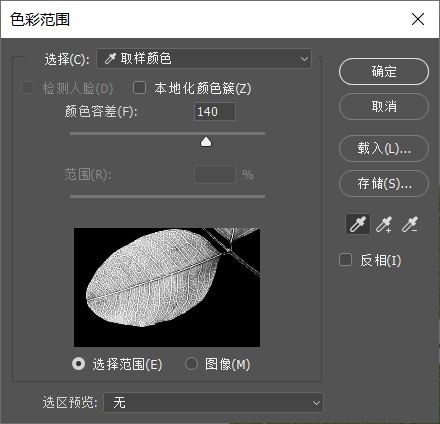 色彩范围
选择(C): 取样颜色
检测人脸(D) 本地化颜色簇(Z)
颜色容差(F): 140
范围(R): %
选择范围(E) 图像(M)
选区预览: 无
确定
取消
载入(L)...
存储(S)...
反相(I)